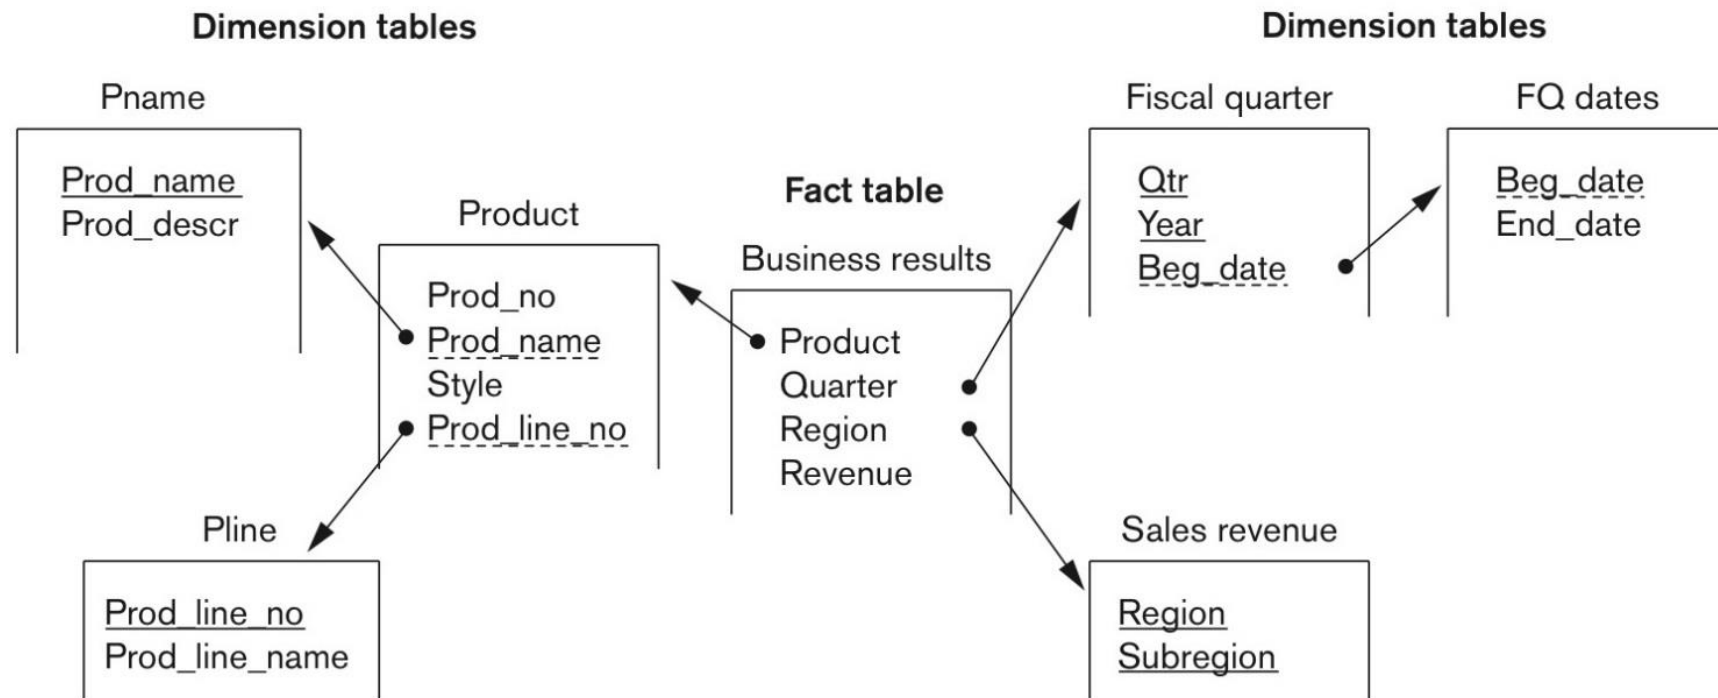 Dimension tables
Pname
Prod_name
Prod_descr
Product
Prod_no
Prod_name
Style
Prod_line_no
Pline
Prod_line_no
Prod_line_name
Fact table
Business results
Product
Quarter
Region
Revenue
Dimension tables
Fiscal quarter
Qtr
Year
Beg_date
FQ dates
Beg_date
End_date
Sales revenue
Region
Subregion